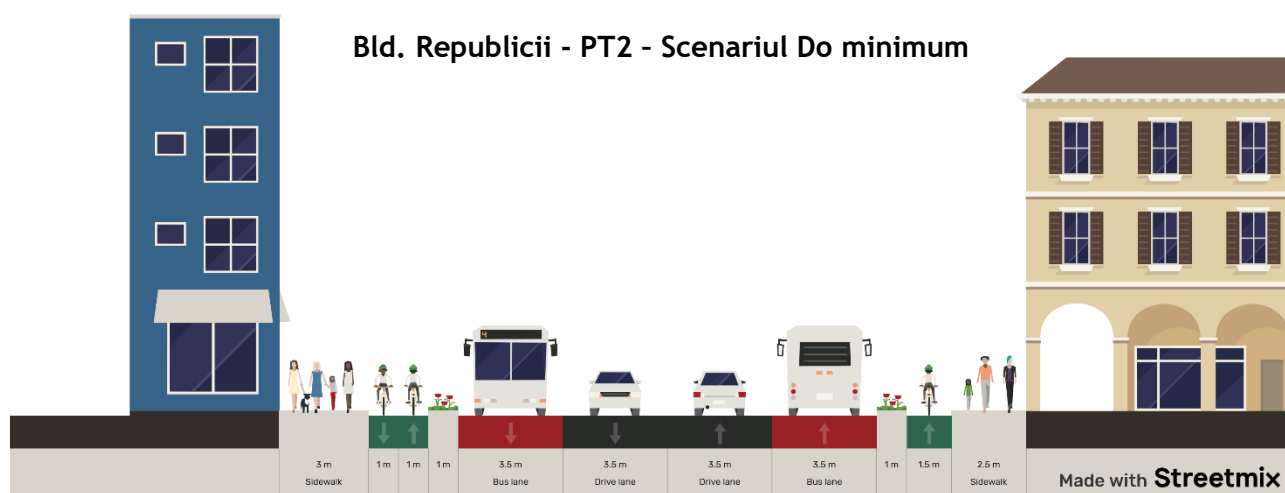 Bld. Republicii - PT2 - Scenariul Do minimum
4
3 m 1 m 1 m 1 m 3.5 m 3.5 m 3.5 m 3.5 m 1 m 1.5 m 2.5 m
Sidewalk Bus lane Drive lane Drive lane Bus lane Sidewalk
Made with Streetmix